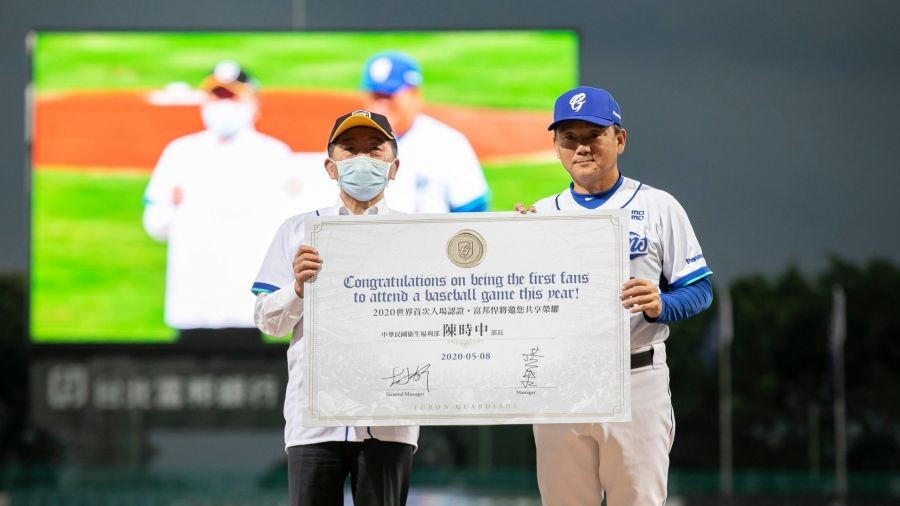 Congratulations on being the first fans
to attend a baseball game this year!
2020世界首次入場認證，富邦悍將邀您共享榮耀
中華民國衛生福利部 陳時中 部長
2020-05-08
General Manager
Manager
FUBON GUARDIANS
momo